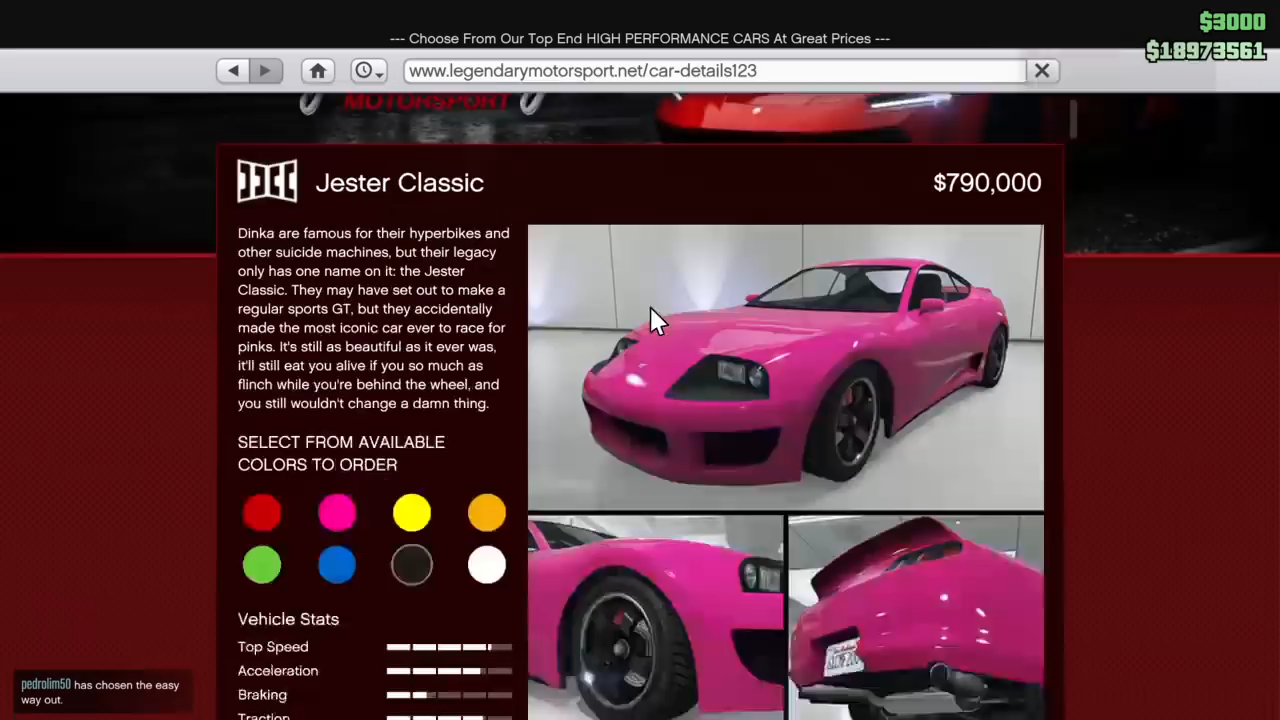 $3000
--- Choose From Our Top End HIGH PERFORMANCE CARS At Great Prices ---
$18973561
www.legendarymotorsport.net/car-details123
MOTORSPORT
Jester Classic
$790,000
Dinka are famous for their hyperbikes and
other suicide machines, but their legacy
only has one name on it: the Jester
Classic. They may have set out to make a
regular sports GT, but they accidentally
made the most iconic car ever to race for
pinks. It's still as beautiful as it ever was,
it'll still eat you alive if you so much as
flinch while you're behind the wheel, and
you still wouldn't change a damn thing.
SELECT FROM AVAILABLE
COLORS TO ORDER
Vehicle Stats
Top Speed
Acceleration
Braking
Traction
pedrolim50 has chosen the easy
way out.